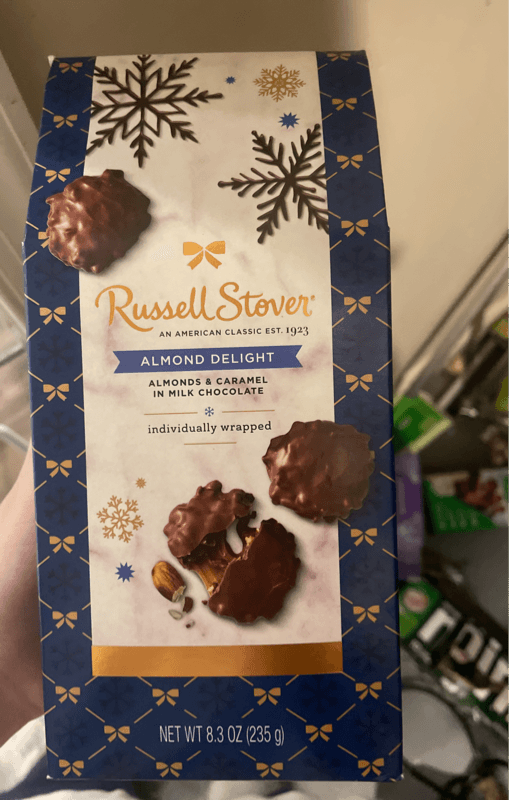 Russell Stover®
AN AMERICAN CLASSIC EST. 1923
ALMOND DELIGHT
ALMONDS & CARAMEL
IN MILK CHOCOLATE
individually wrapped
NET WT 8.3 OZ (235 g)